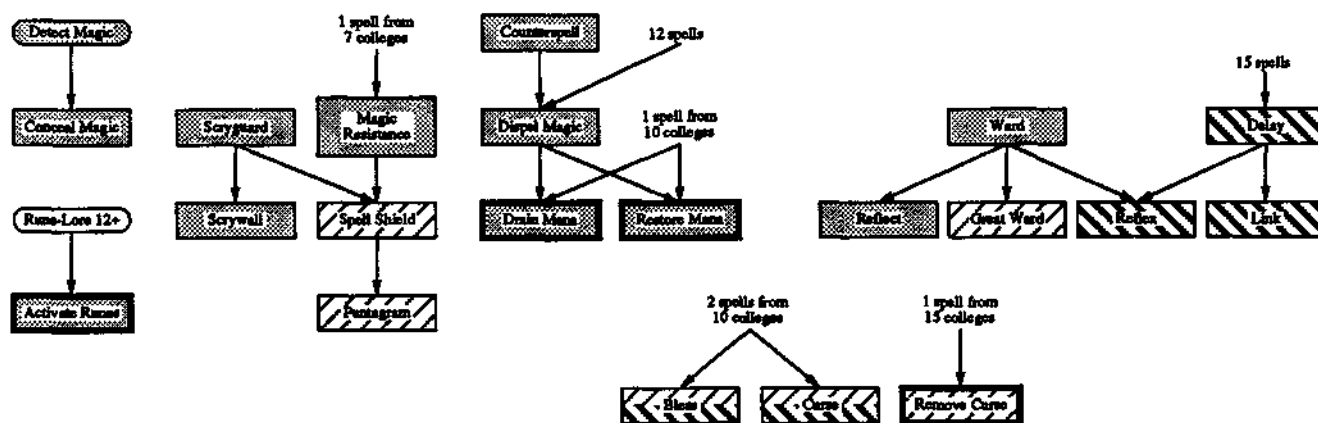 Detect Magic
1 spell from
7 colleges
Counterspell
12 spells
15 spells
Conceal Magic
Scryguard
Magic
Resistance
Dispel Magic
1 spell from
10 colleges
Ward
Delay
Rune-Lore 12+
Scrywall
Spell Shield
Drain Mana
Restore Mana
Reflect
Great Ward
Reflex
Link
Activate Runes
Pentagram
2 spells from
10 colleges
1 spell from
15 colleges
Bless
Curse
Remove Curse